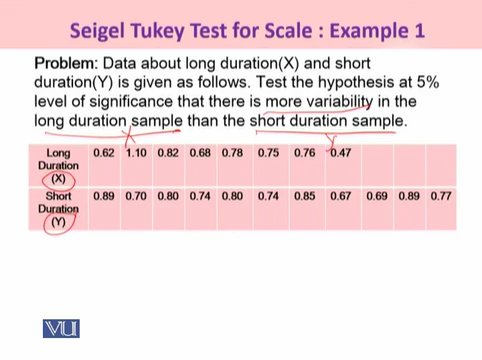 Seigel Tukey Test for Scale : Example 1
Problem: Data about long duration(X) and short
duration(Y) is given as follows. Test the hypothesis at 5%
level of significance that there is more variability in the
long duration sample than the short duration sample.
X Y
Long Duration (X) 0.62 1.10 0.82 0.68 0.78 0.75 0.76 0.47
Short Duration (Y) 0.89 0.70 0.80 0.74 0.80 0.74 0.85 0.67 0.69 0.89 0.77
VU